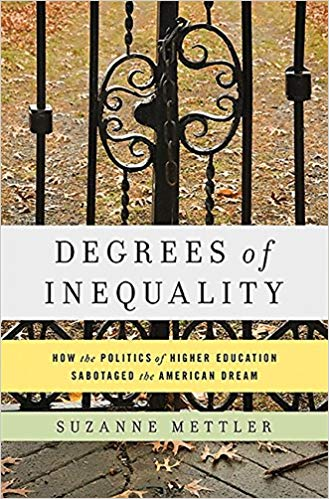 DEGREES of
INEQUALITY
HOW the POLITICS of HIGHER EDUCATION
SABOTAGED the AMERICAN DREAM
SUZANNE METTLER